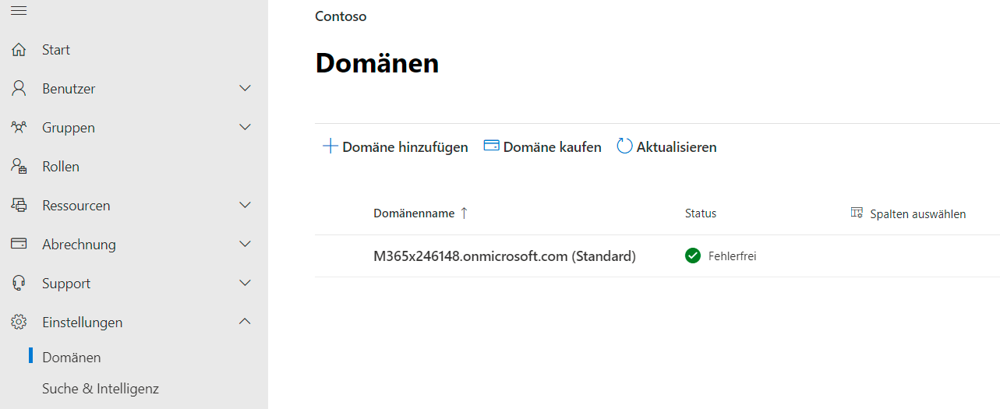 Contoso
Domänen
Start
Benutzer
Gruppen
Rollen
Ressourcen
Abrechnung
Support
Einstellungen
Domänen
Suche & Intelligenz
Domäne hinzufügen Domäne kaufen Aktualisieren
Domänenname ↑ Status Spalten auswählen
M365x246148.onmicrosoft.com (Standard) Fehlerfrei